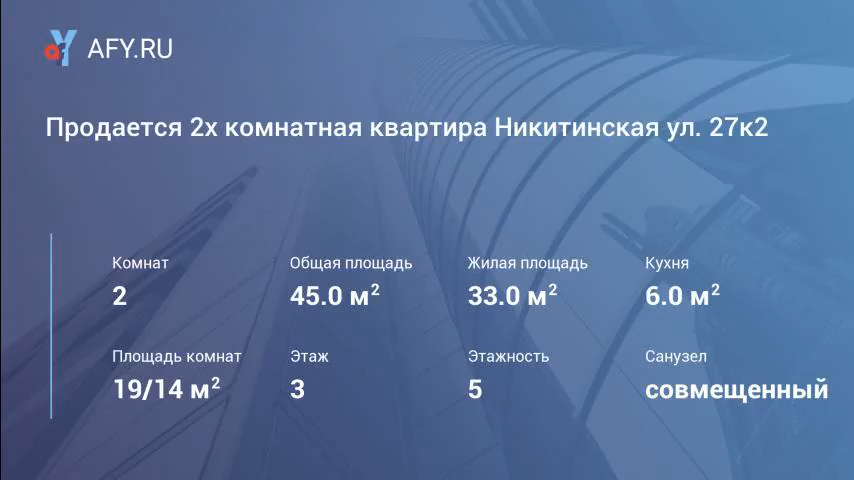 AFY.RU
Продается 2х комнатная квартира Никитинская ул. 27к2
Комнат Общая площадь Жилая площадь Кухня
2 45.0 м² 33.0 м² 6.0 м²
Площадь комнат Этаж Этажность Санузел
19/14 м² 3 5 совмещенный